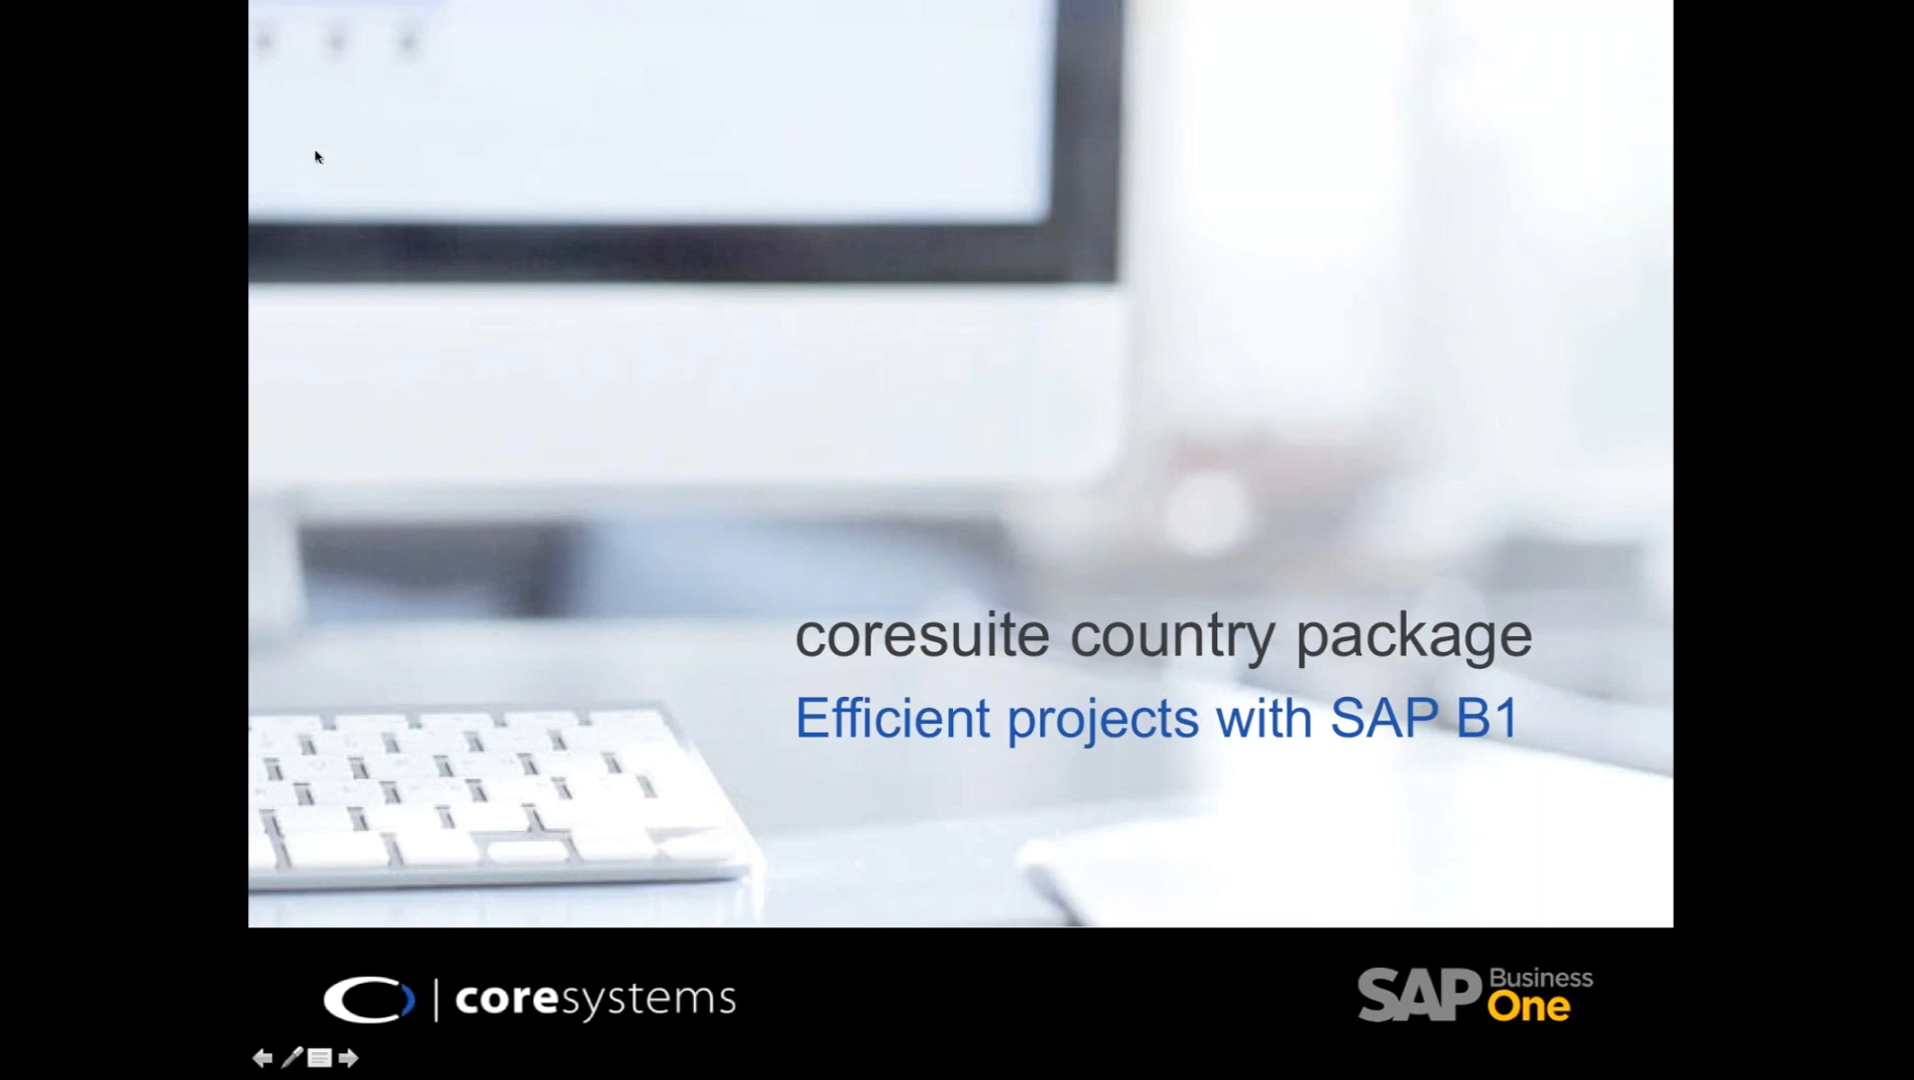 coresuite country package
Efficient projects with SAP B1
coresystems
SAP Business One